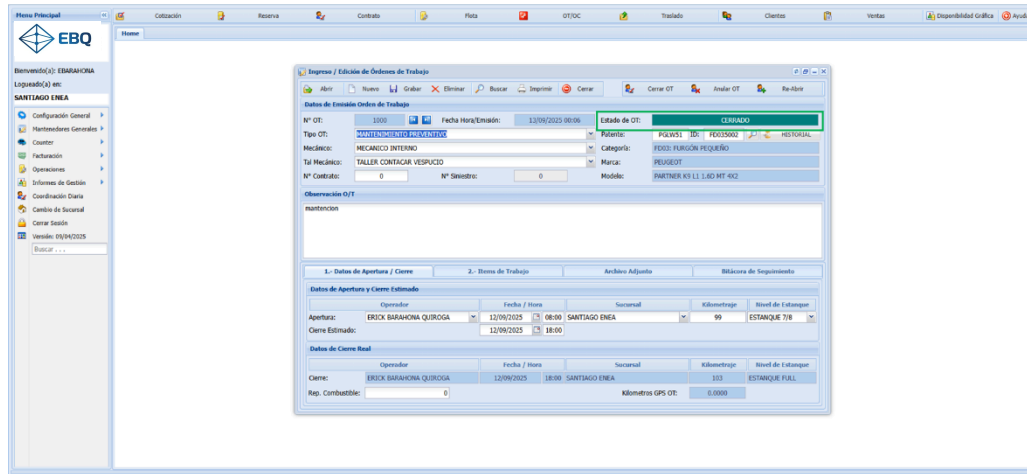 Menu Principal
Cotización Reserva Contrato Flota OT/OC Traslado Clientes Ventas Disponibilidad Gráfica Ayud
EBQ
Home
Bienvenido(a): EBARAHONA
Logueado(a) en:
SANTIAGO ENEA
Configuración General
Mantenedores Generales
Counter
Facturación
Operaciones
Informes de Gestión
Coordinación Diaria
Cambio de Sucursal
Cerrar Sesión
Versión: 09/04/2025
Buscar . . .
Ingreso / Edición de Órdenes de Trabajo
Abrir Nuevo Grabar Eliminar Buscar Imprimir Cerrar Cerrar OT Anular OT Re-Abrir
Datos de Emisión Orden de Trabajo
N° OT: 1000 Fecha Hora/Emisión: 13/09/2025 00:06 Estado de OT: CERRADO
Tipo OT: MANTENIMIENTO PREVENTIVO Patente: PGLW51 ID: FD035002 HISTORIAL
Mecánico: MECANICO INTERNO Categoría: FD03: FURGÓN PEQUEÑO
Tal Mecánico: TALLER CONTACAR VESPUCIO Marca: PEUGEOT
N° Contrato: 0 N° Siniestro: 0 Modelo: PARTNER K9 L1 1.6D MT 4X2
Observación O/T
mantencion
1.- Datos de Apertura / Cierre 2.- Items de Trabajo Archivo Adjunto Bitácora de Seguimiento
Datos de Apertura y Cierre Estimado
Operador Fecha / Hora Sucursal Kilometraje Nivel de Estanque
Apertura: ERICK BARAHONA QUIROGA 12/09/2025 08:00 SANTIAGO ENEA 99 ESTANQUE 7/8
Cierre Estimado: 12/09/2025 18:00
Datos de Cierre Real
Operador Fecha / Hora Sucursal Kilometraje Nivel de Estanque
Cierre: ERICK BARAHONA QUIROGA 12/09/2025 18:00 SANTIAGO ENEA 103 ESTANQUE FULL
Rep. Combustible: 0 Kilometros GPS OT: 0.0000